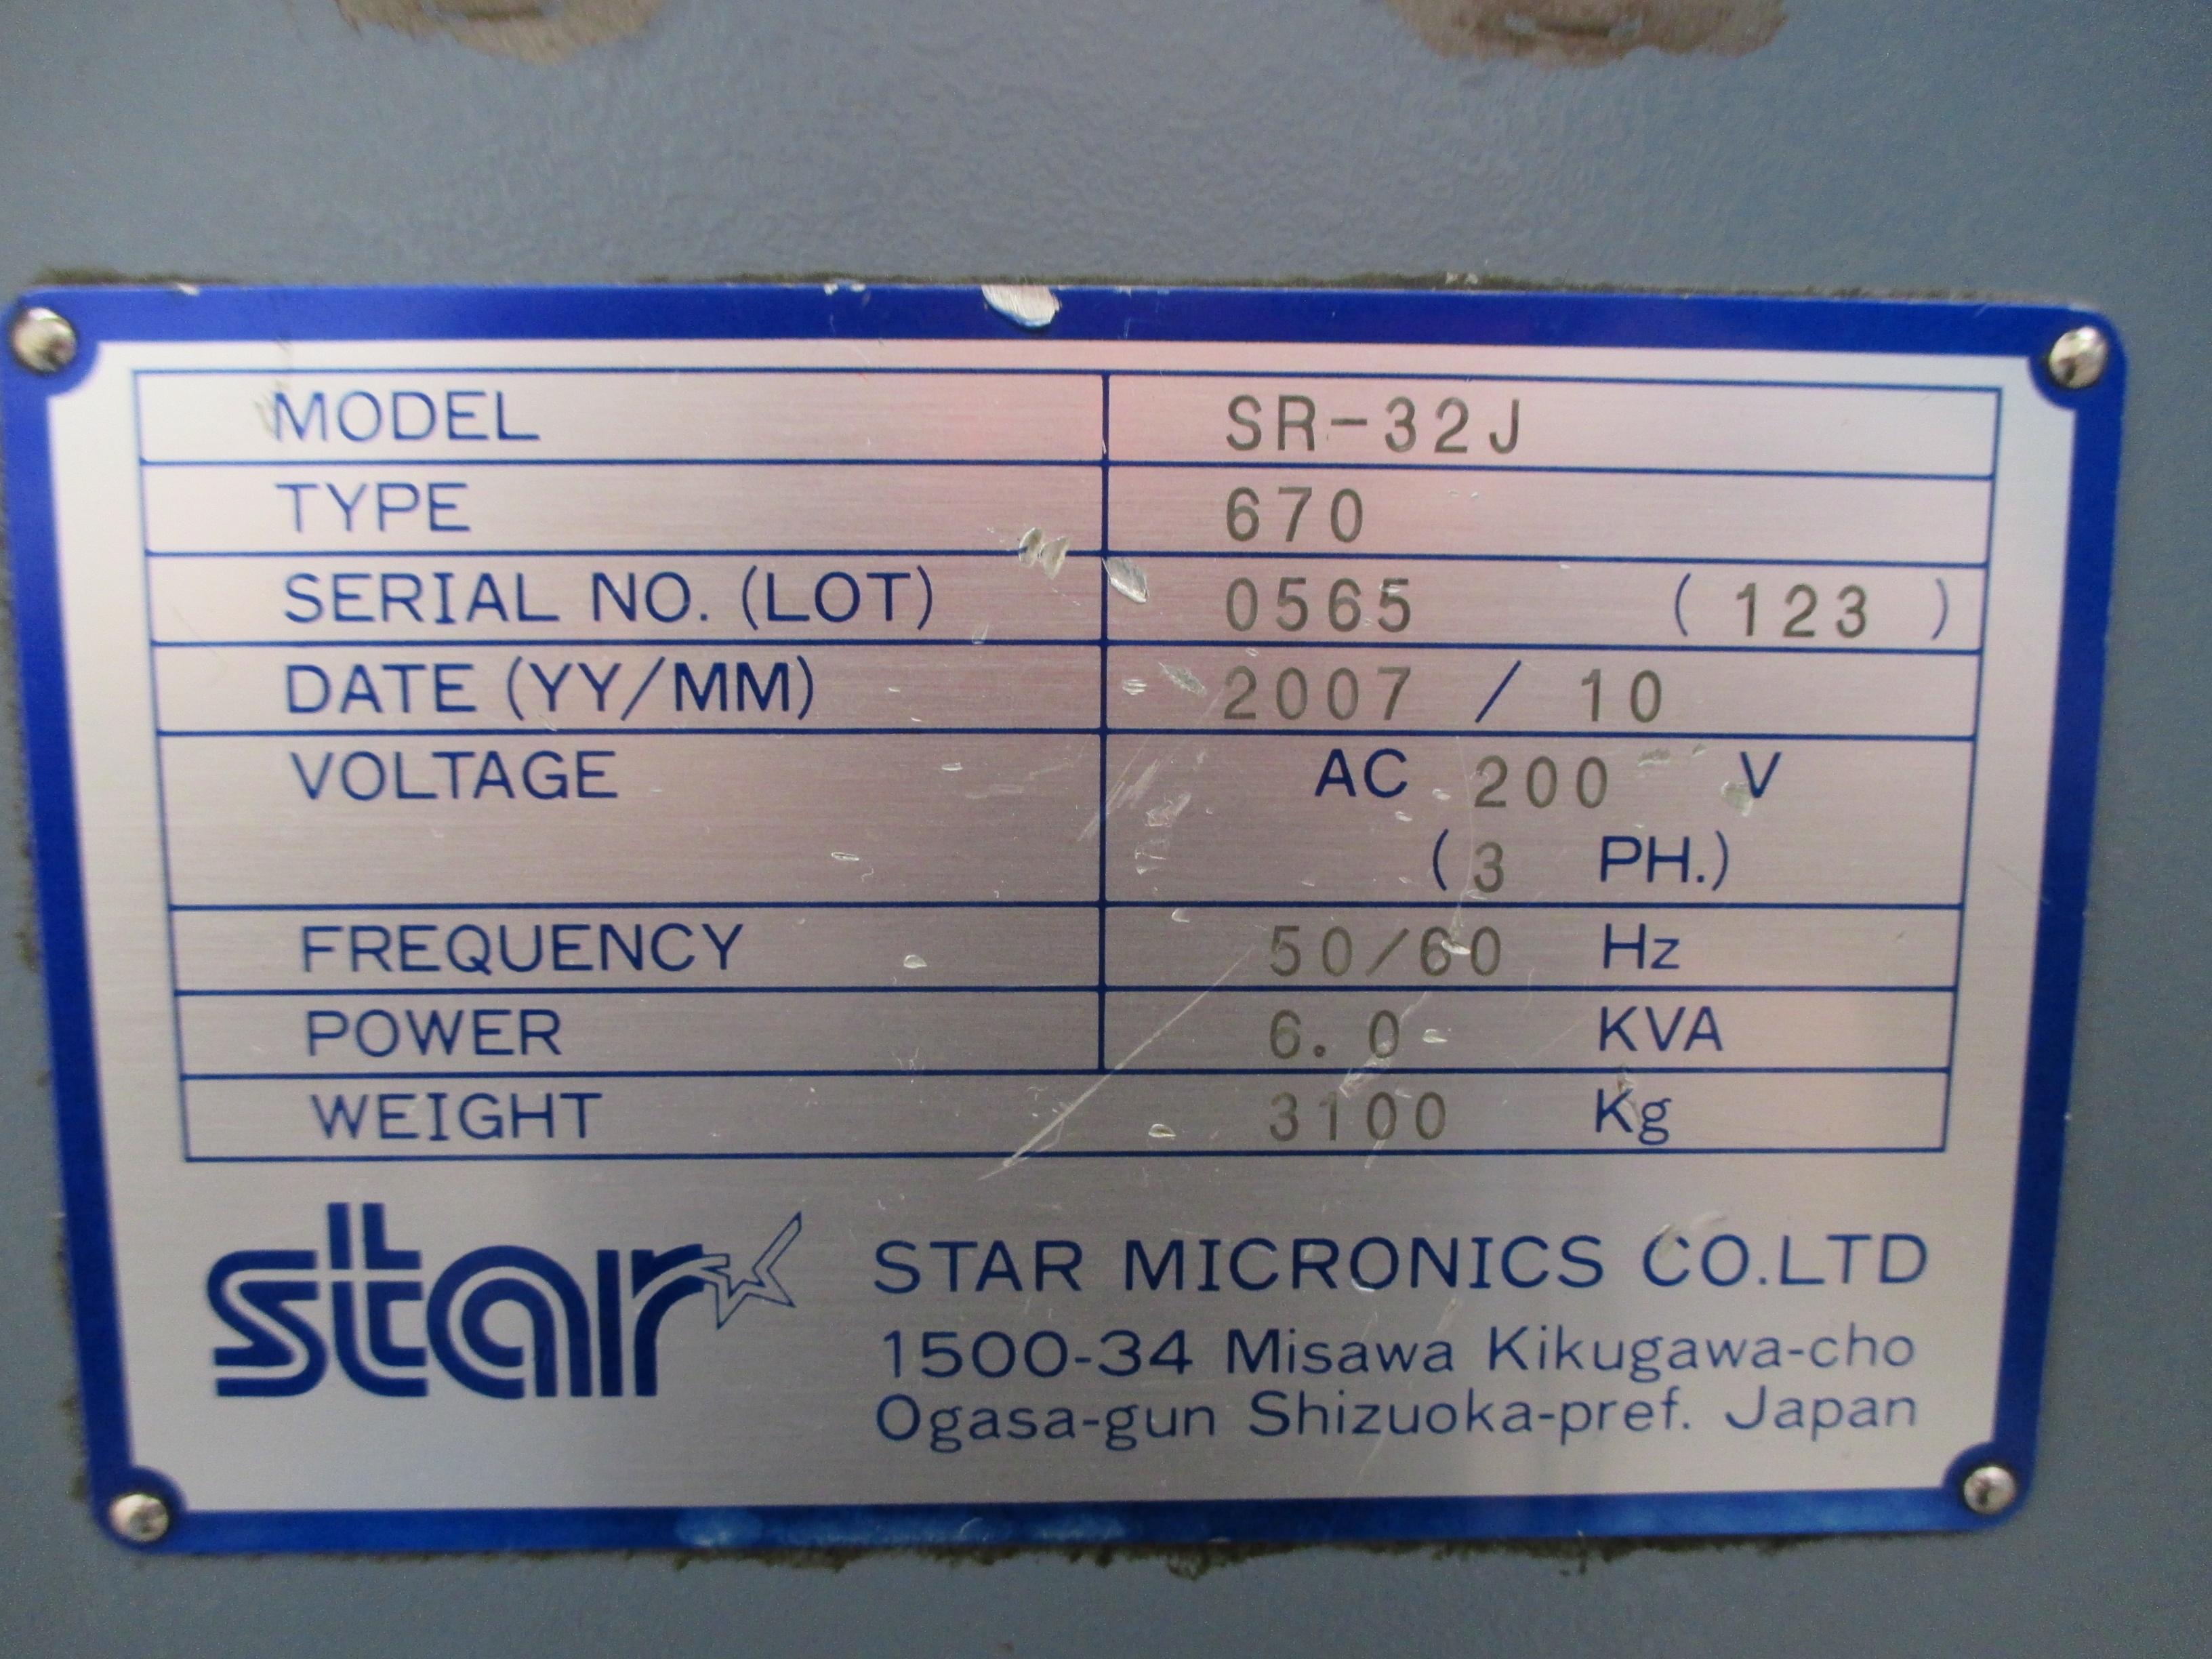 MODEL SR-32J
TYPE 670
SERIAL NO. (LOT) 0565 ( 123 )
DATE (YY/MM) 2007 / 10
VOLTAGE AC 200 V
( 3 PH.)
FREQUENCY 50/60 Hz
POWER 6.0 KVA
WEIGHT 3100 Kg
star
STAR MICRONICS CO.LTD
1500-34 Misawa Kikugawa-cho
Ogasa-gun Shizuoka-pref. Japan